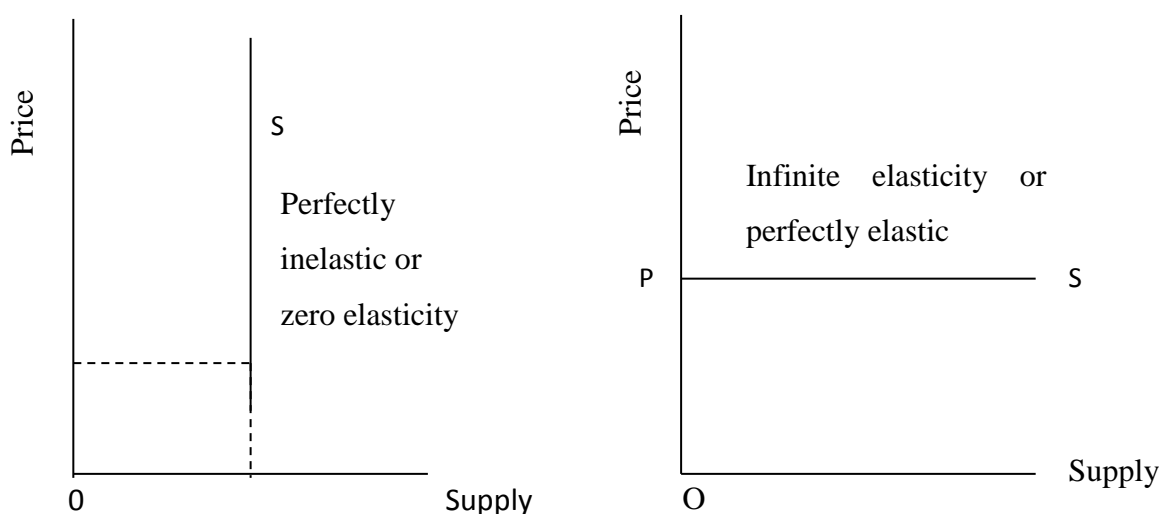 Price
S
Perfectly
inelastic or
zero elasticity
0
Supply
Price
Infinite elasticity or
perfectly elastic
P
S
Supply
O